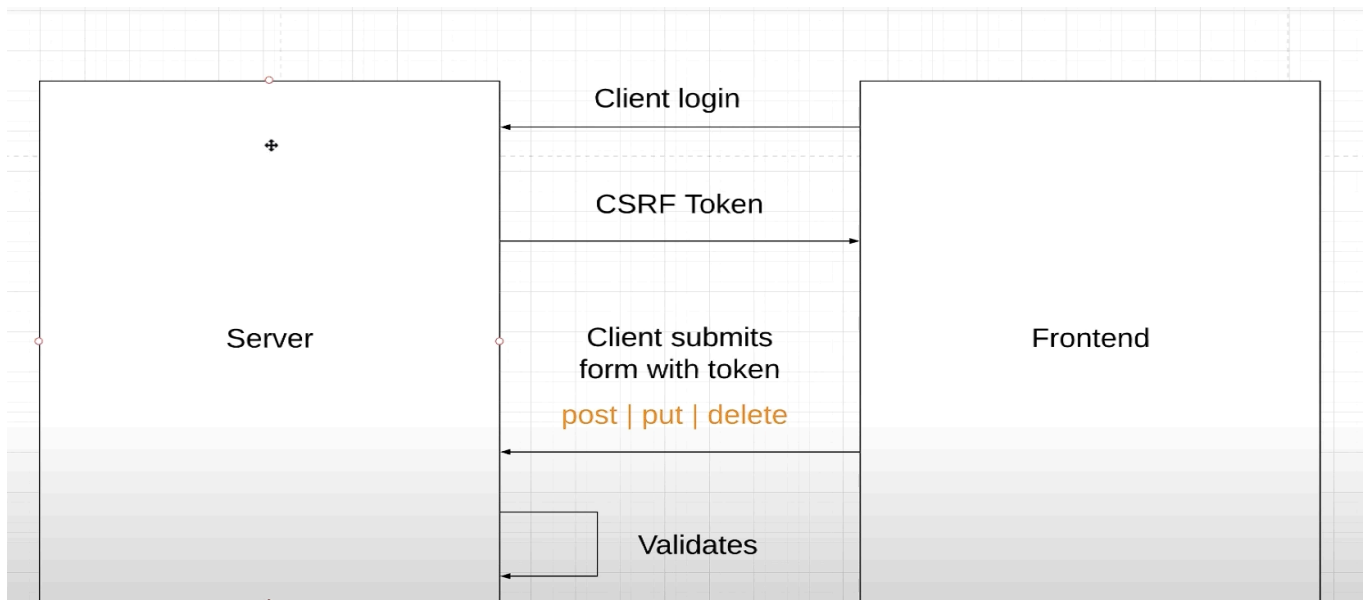 Client login
CSRF Token
Server
Client submits
form with token
post | put | delete
Frontend
Validates